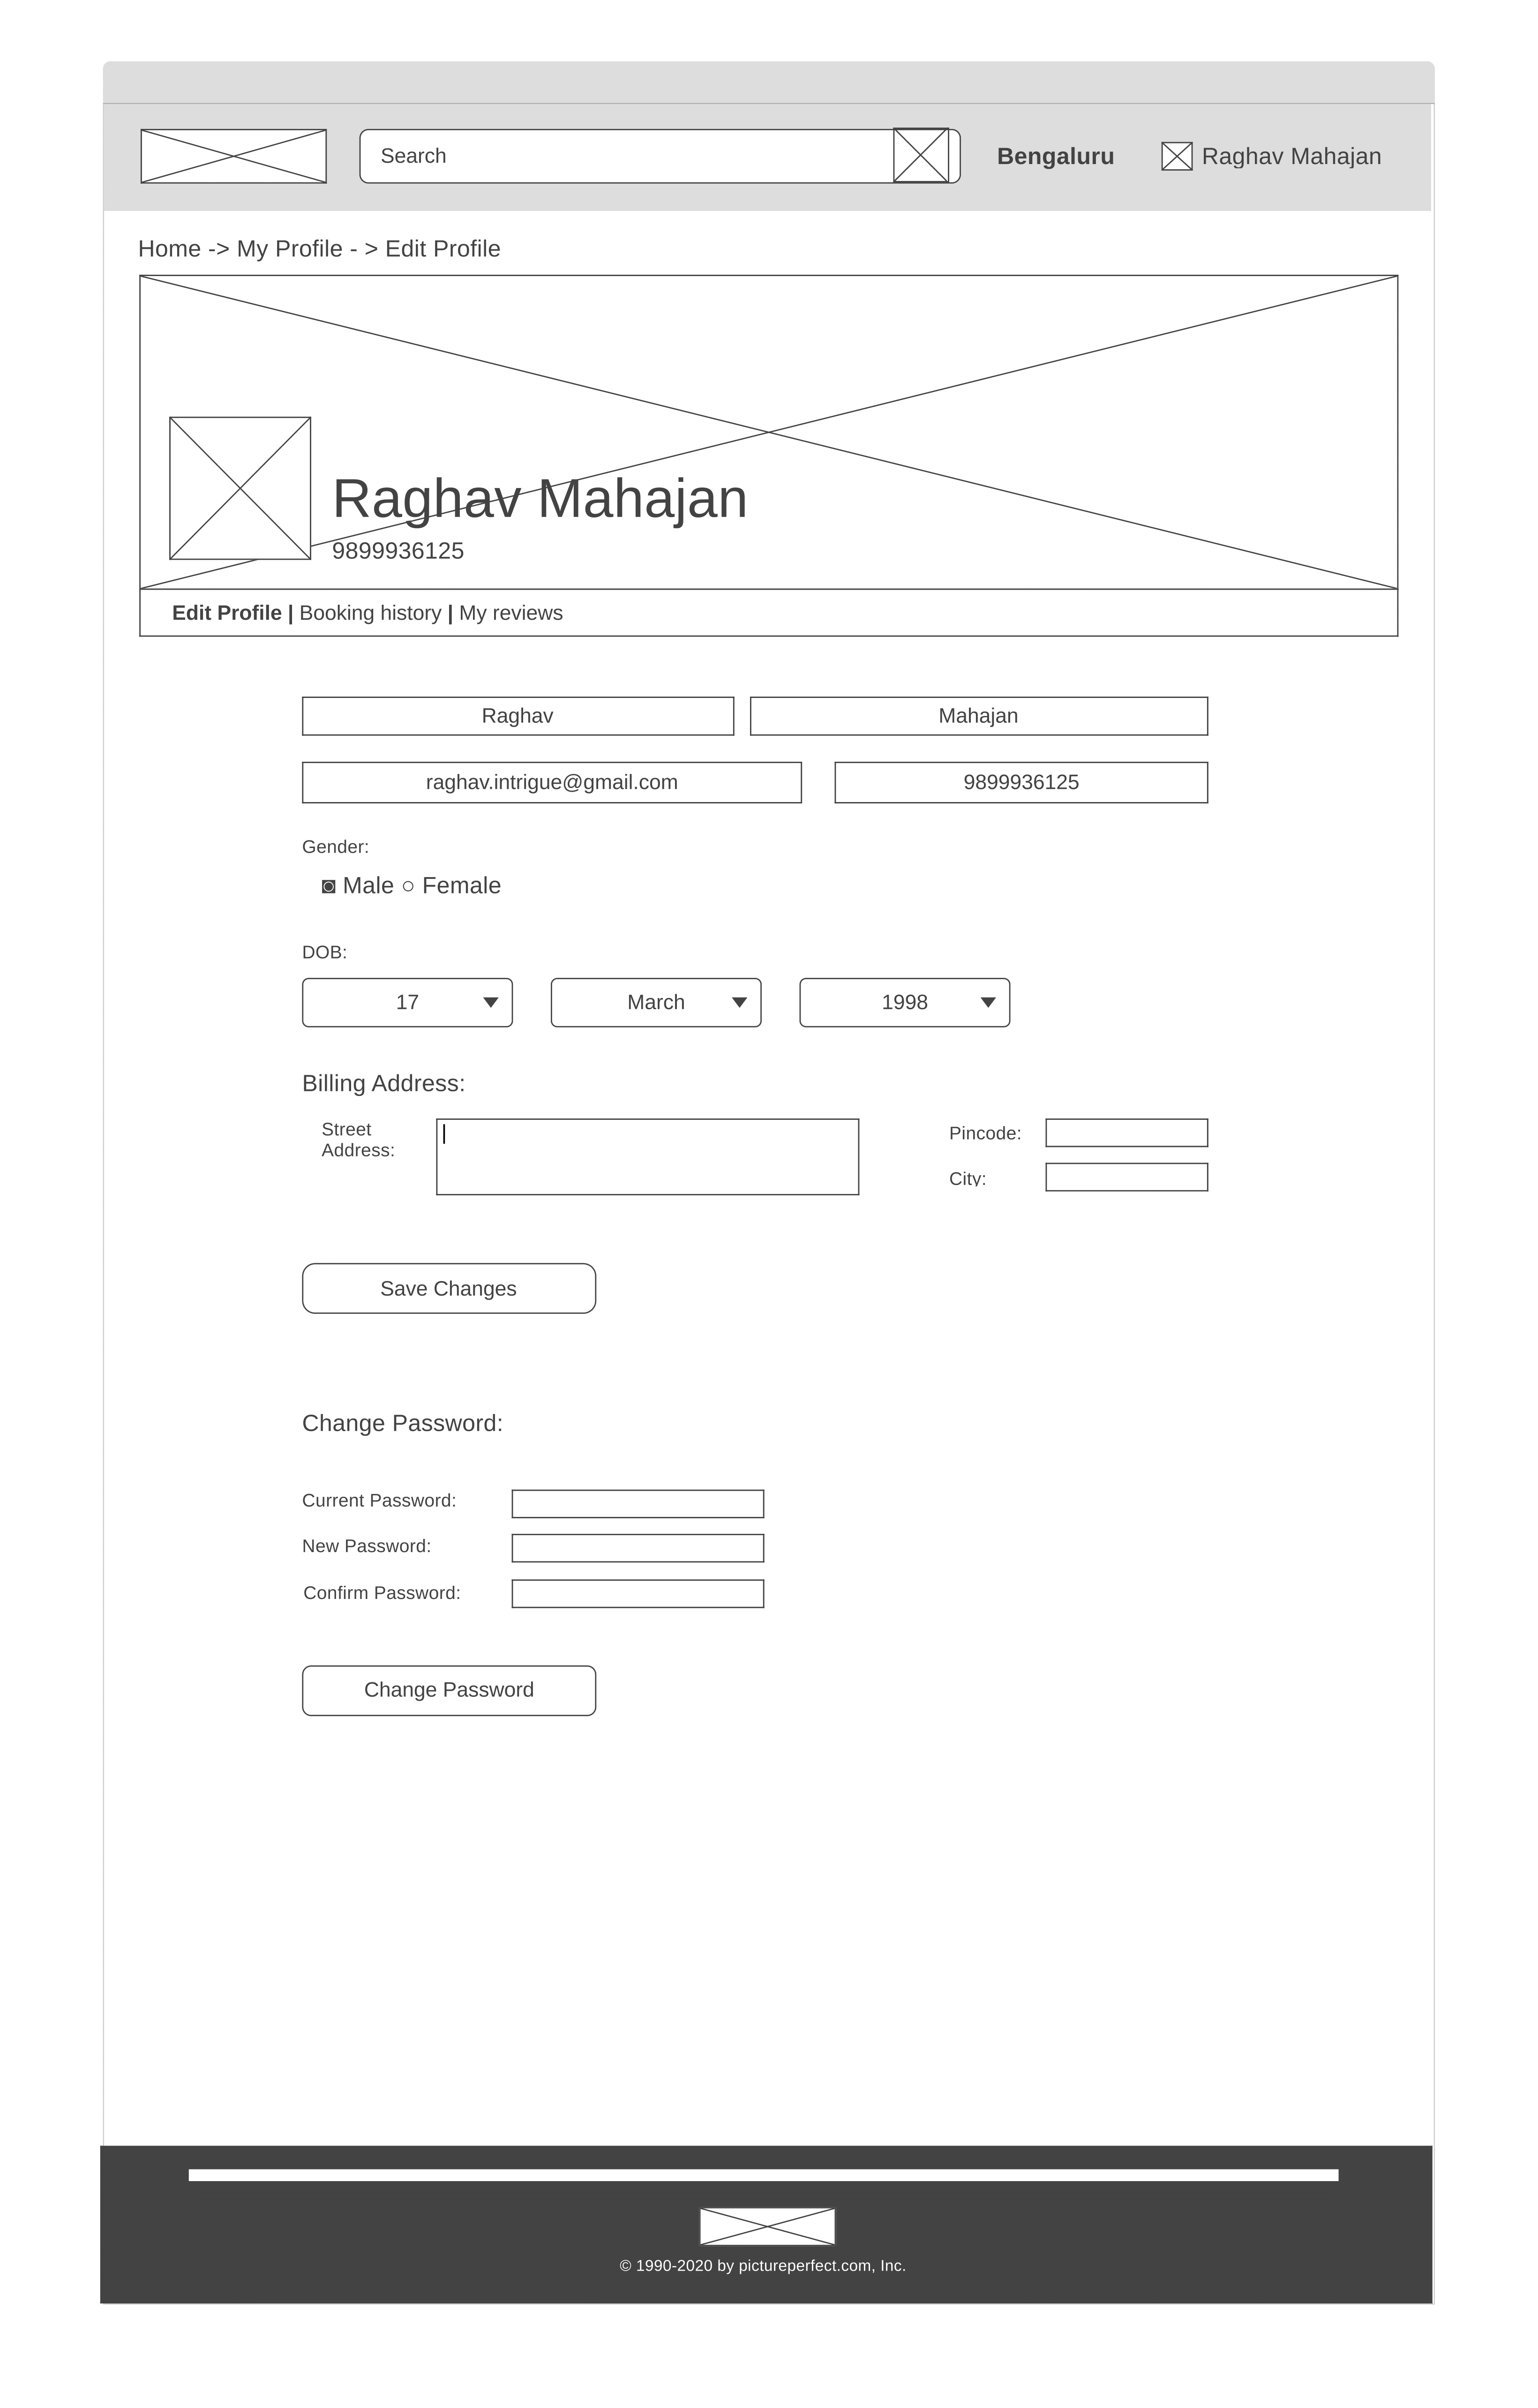 Search
Bengaluru
Raghav Mahajan
Home -> My Profile - > Edit Profile
Raghav Mahajan
9899936125
Edit Profile | Booking history | My reviews
Raghav
Mahajan
raghav.intrigue@gmail.com
9899936125
Gender:
◙ Male ○ Female
DOB:
17
March
1998
Billing Address:
Street
Address:
Pincode:
City:
Save Changes
Change Password:
Current Password:
New Password:
Confirm Password:
Change Password
© 1990-2020 by pictureperfect.com, Inc.